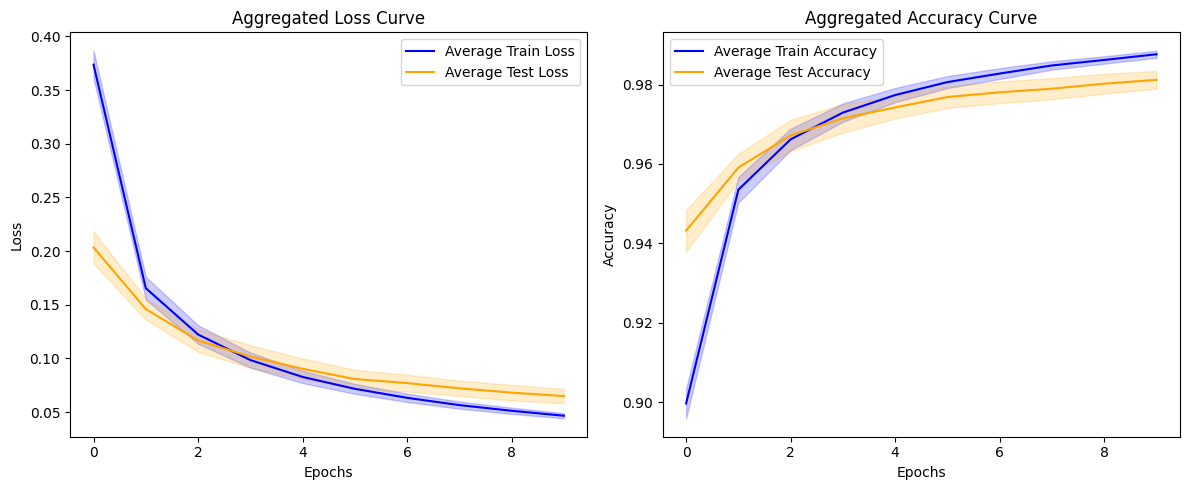 Aggregated Loss Curve
Average Train Loss
Average Test Loss
0.40
0.35
0.30
0.25
0.20
0.15
0.10
0.05
Loss
0 2 4 6 8
Epochs
Aggregated Accuracy Curve
Average Train Accuracy
Average Test Accuracy
0.98
0.96
0.94
0.92
0.90
Accuracy
0 2 4 6 8
Epochs